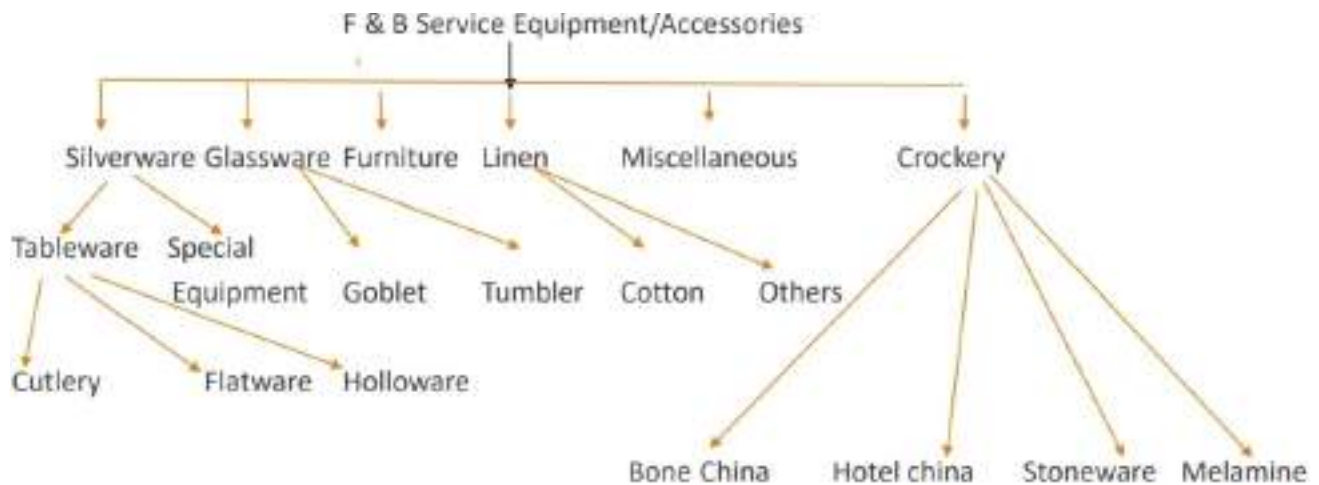 F & B Service Equipment/Accessories
Silverware Glassware Furniture Linen Miscellaneous Crockery
Tableware Special
Equipment Goblet Tumbler Cotton Others
Cutlery Flatware Holloware
Bone China Hotel china Stoneware Melamine